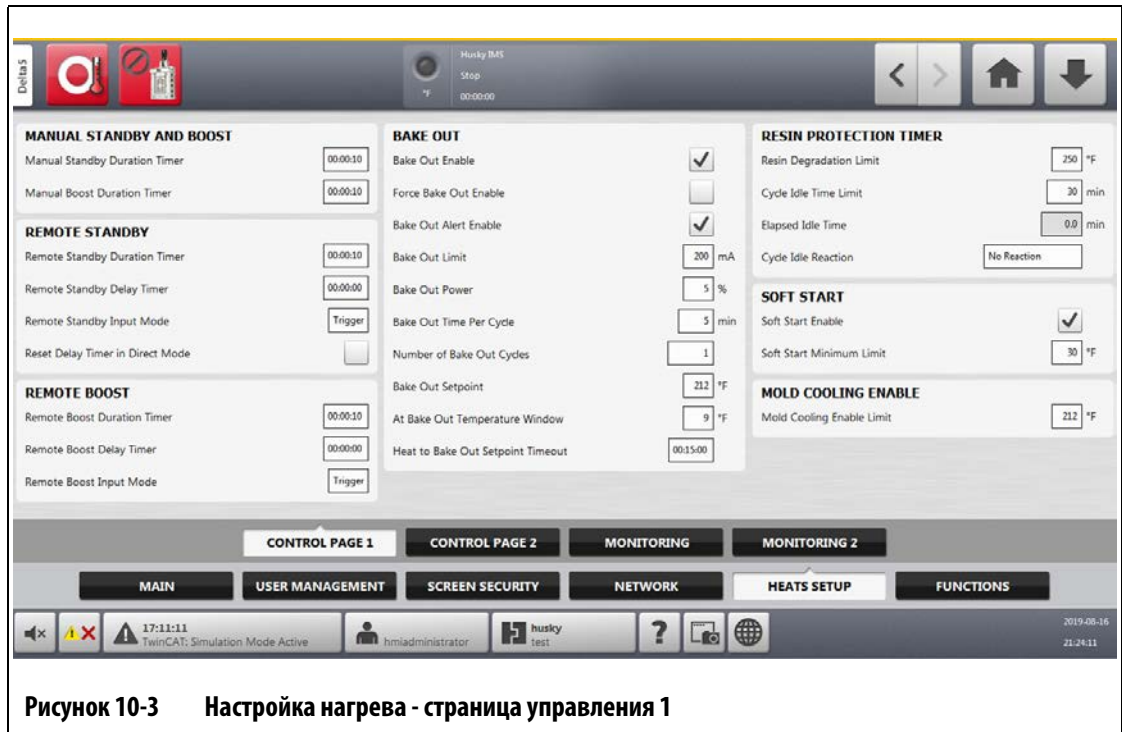 Delta5
Husky IMS
Stop
°F 00:00:00
MANUAL STANDBY AND BOOST
Manual Standby Duration Timer 00:00:10
Manual Boost Duration Timer 00:00:10
REMOTE STANDBY
Remote Standby Duration Timer 00:00:10
Remote Standby Delay Timer 00:00:00
Remote Standby Input Mode Trigger
Reset Delay Timer in Direct Mode
REMOTE BOOST
Remote Boost Duration Timer 00:00:10
Remote Boost Delay Timer 00:00:00
Remote Boost Input Mode Trigger
BAKE OUT
Bake Out Enable
Force Bake Out Enable
Bake Out Alert Enable
Bake Out Limit 200 mA
Bake Out Power 5 %
Bake Out Time Per Cycle 5 min
Number of Bake Out Cycles 1
Bake Out Setpoint 212 °F
At Bake Out Temperature Window 9 °F
Heat to Bake Out Setpoint Timeout 00:15:00
RESIN PROTECTION TIMER
Resin Degradation Limit 250 °F
Cycle Idle Time Limit 30 min
Elapsed Idle Time 0.0 min
Cycle Idle Reaction No Reaction
SOFT START
Soft Start Enable
Soft Start Minimum Limit 30 °F
MOLD COOLING ENABLE
Mold Cooling Enable Limit 212 °F
CONTROL PAGE 1 CONTROL PAGE 2 MONITORING MONITORING 2
MAIN USER MANAGEMENT SCREEN SECURITY NETWORK HEATS SETUP FUNCTIONS
17:11:11
TwinCAT: Simulation Mode Active
hmiadministrator
husky
test
?
2019-08-16
21:24:11
Рисунок 10-3 Настройка нагрева - страница управления 1